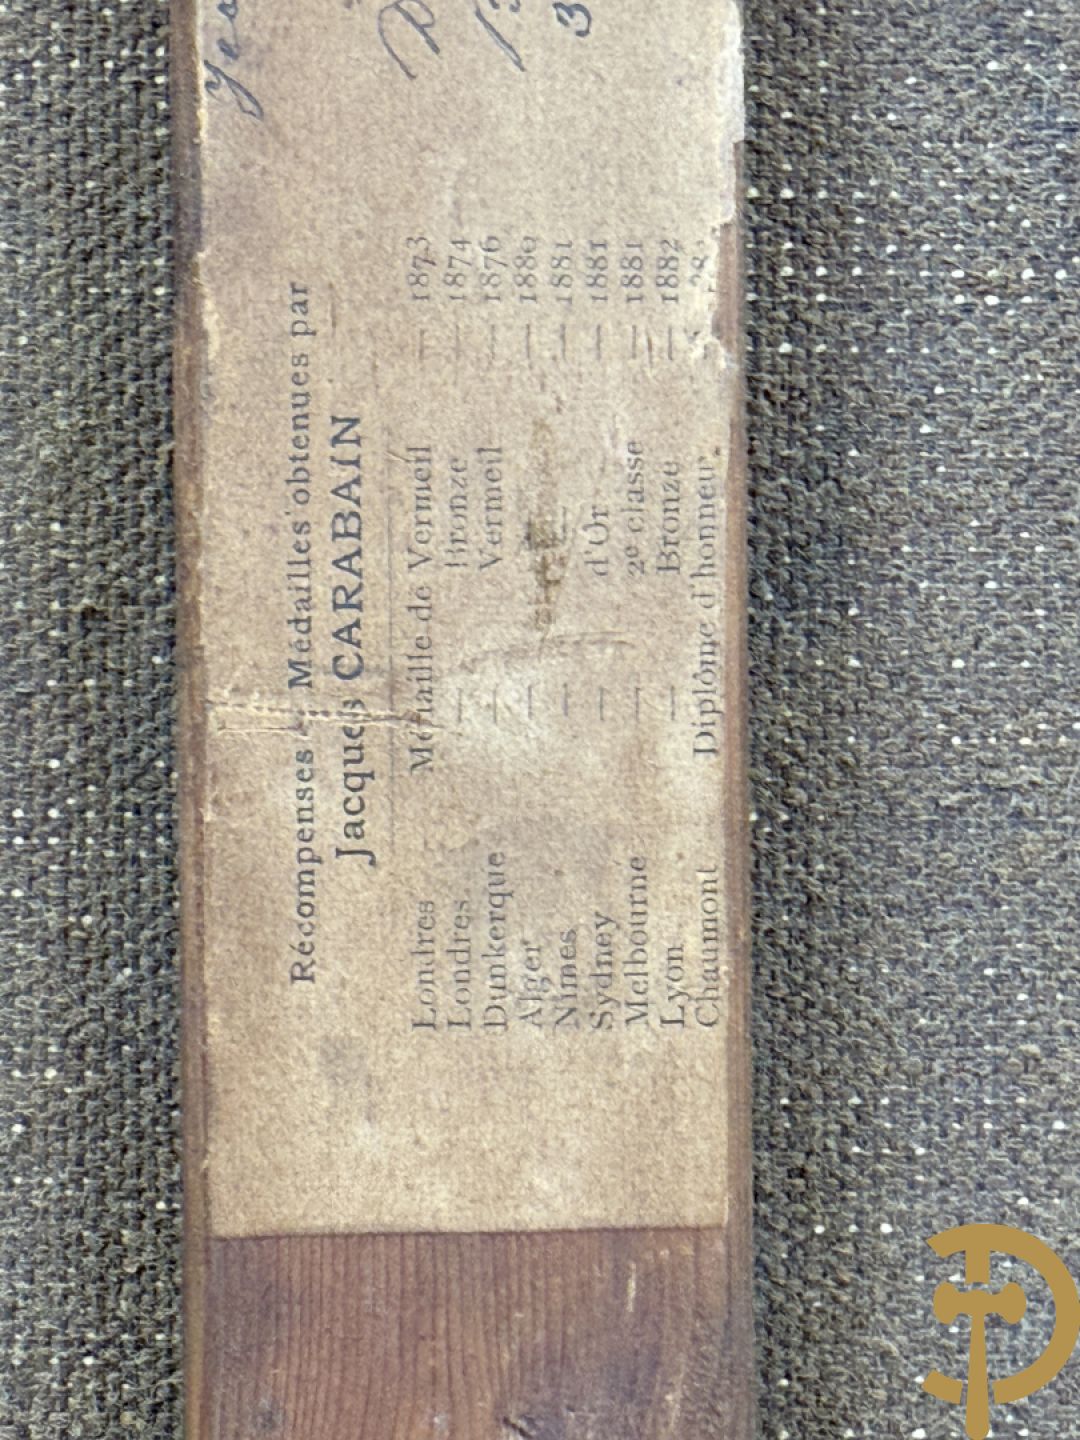 Récompenses & Médailles obtenues par
Jacques CARABAIN
Londres Médaille de Vermeil — 1873
Londres — Bronze — 1874
Dunkerque — Vermeil — 1876
Alger — — 1880
Nimes — — 1881
Sydney — d'Or — 1881
Melbourne — 2e classe — 1881
Lyon — Bronze — 1882
Chaumont Diplôme d'honneur —
3